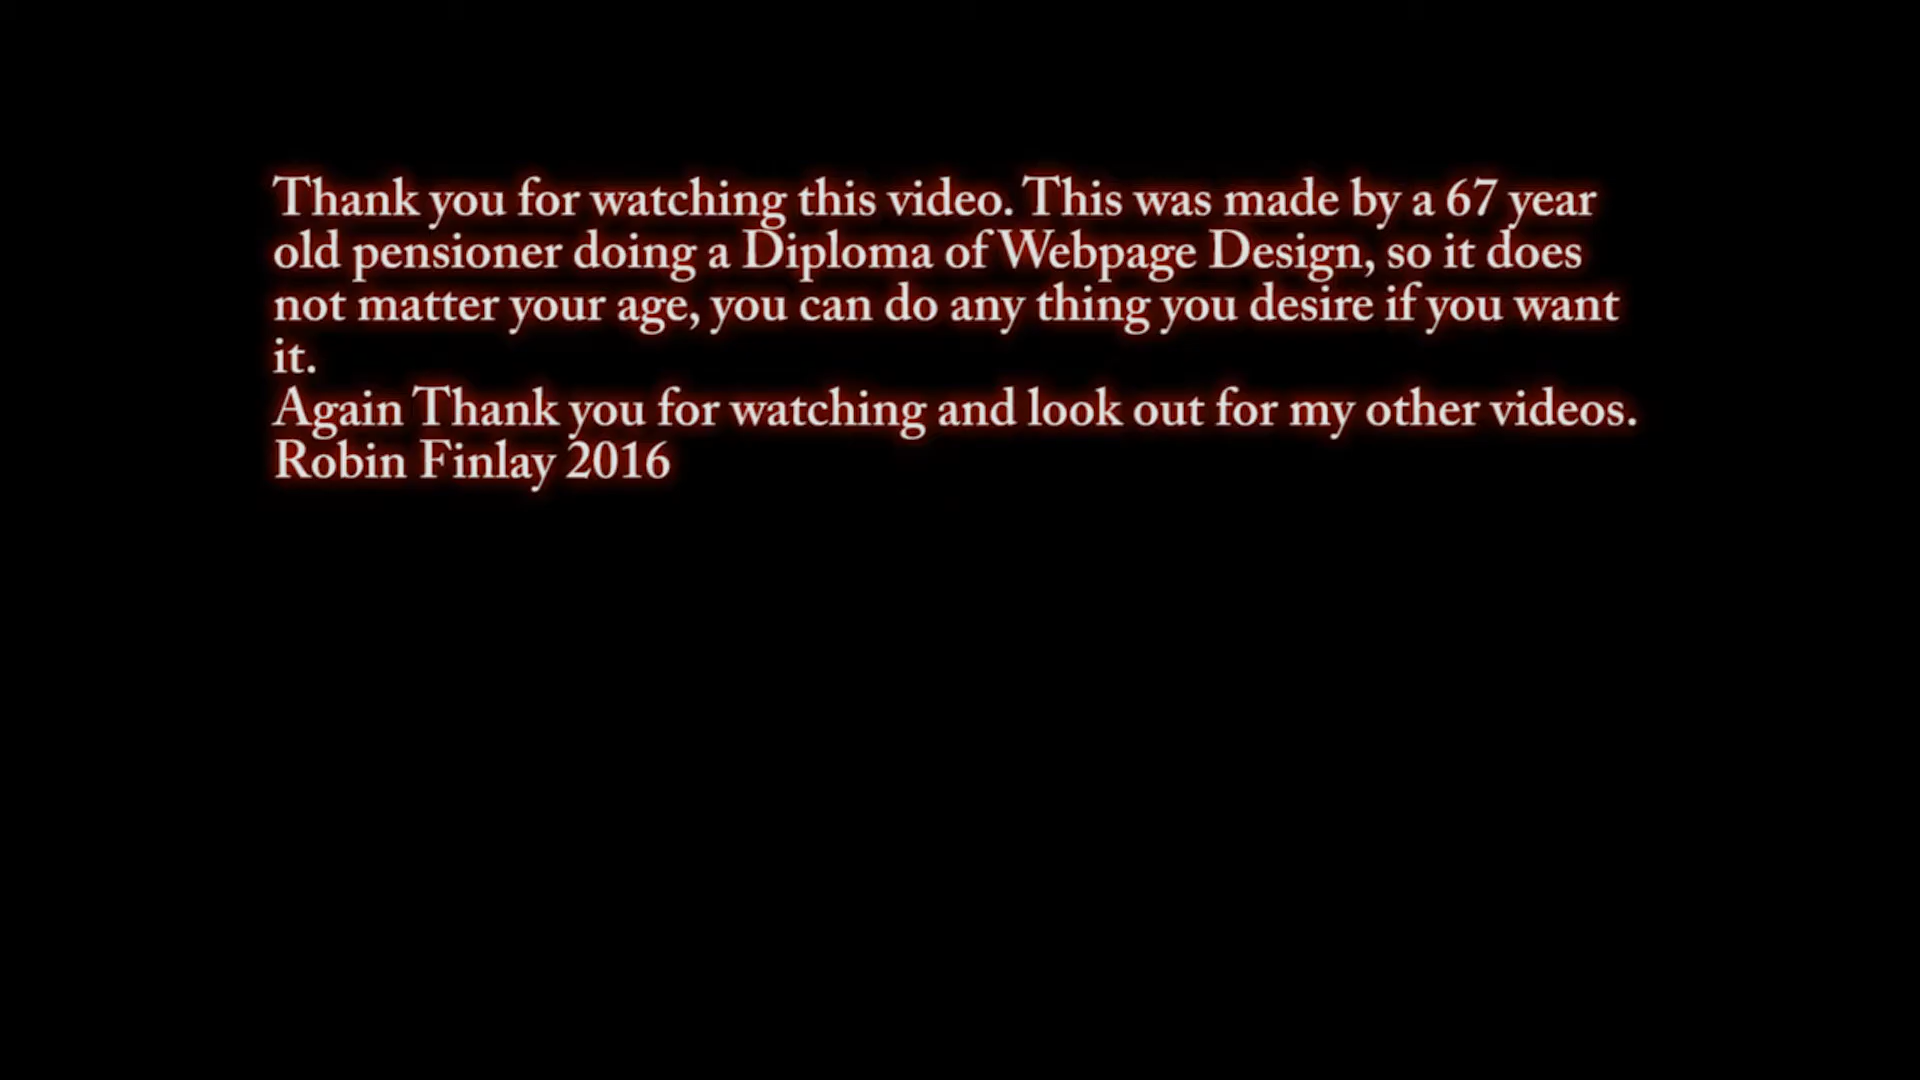 Thank you for watching this video. This was made by a 67 year
old pensioner doing a Diploma of Webpage Design, so it does
not matter your age, you can do any thing you desire if you want
it.
Again Thank you for watching and look out for my other videos.
Robin Finlay 2016